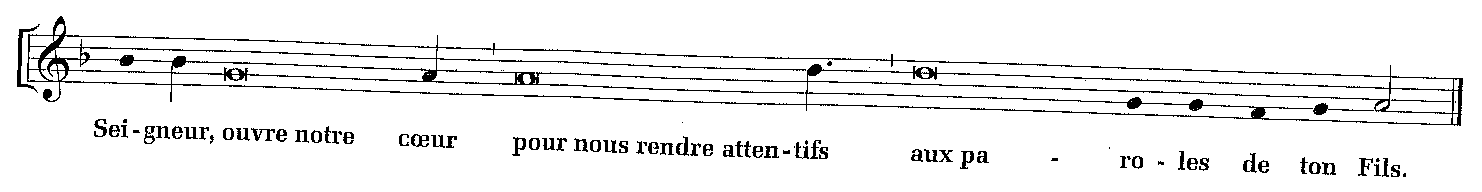 Sei-gneur, ouvre notre cœur pour nous rendre atten-tifs aux pa - ro - les de ton Fils.